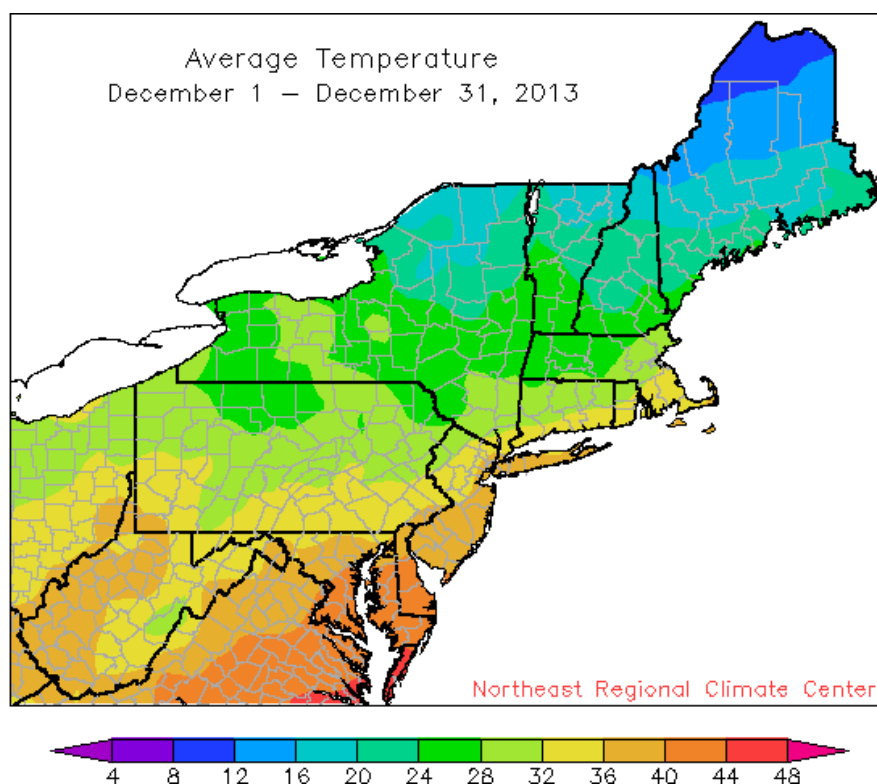 Average Temperature
December 1 – December 31, 2013
Northeast Regional Climate Center
4 8 12 16 20 24 28 32 36 40 44 48